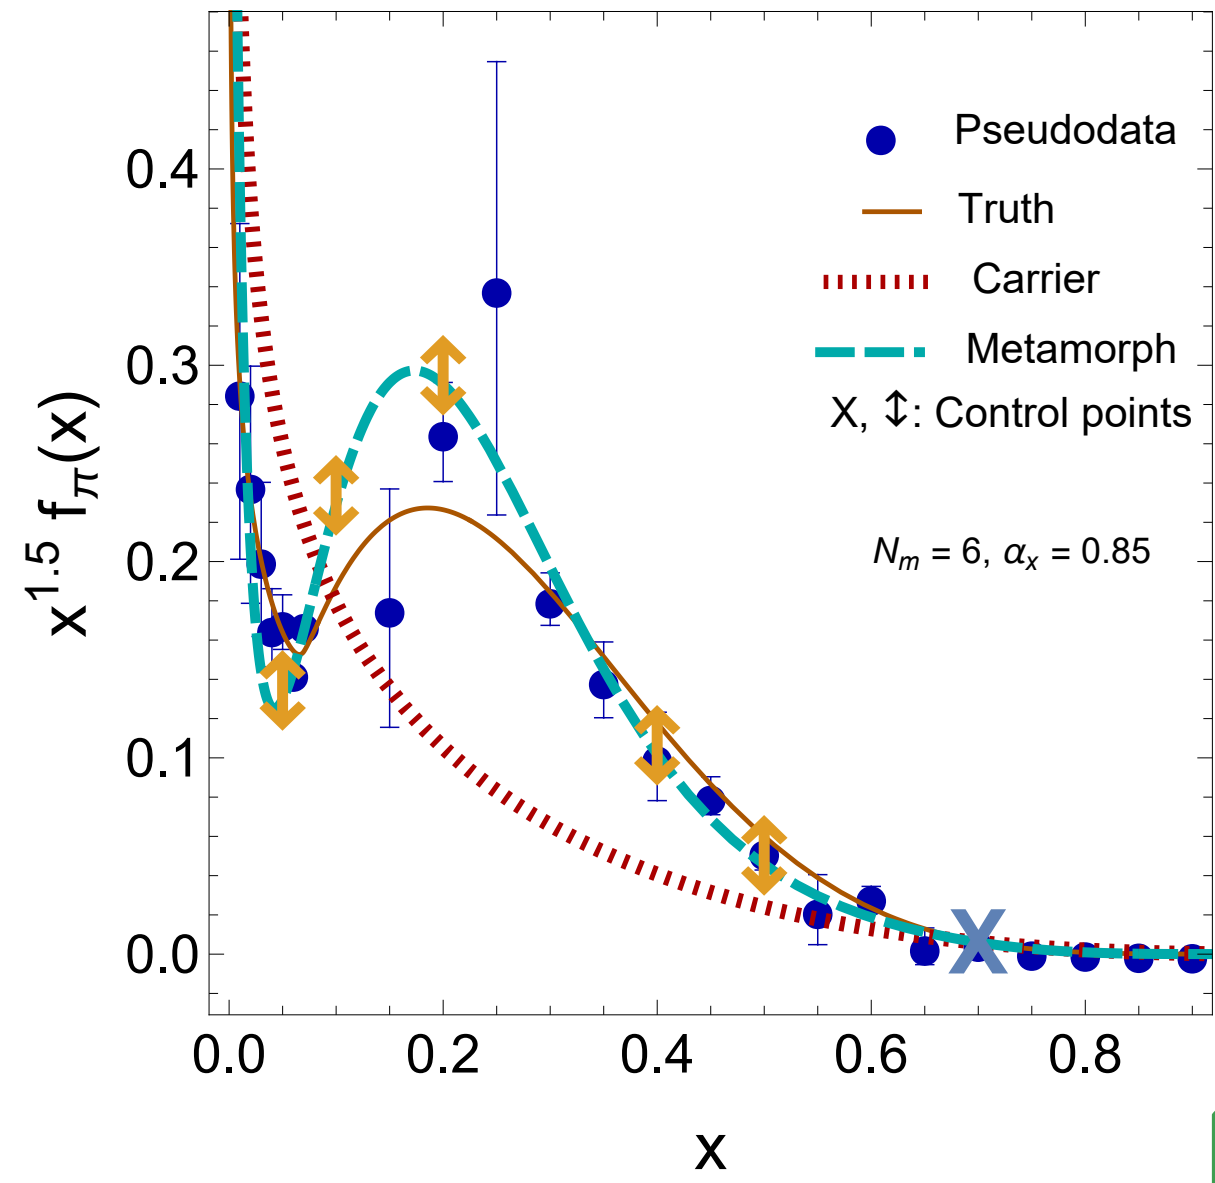 0.4
0.3
0.2
0.1
0.0
x^1.5 f_π(x)
Pseudodata
Truth
Carrier
Metamorph
X, ↕: Control points
N_m = 6, α_x = 0.85
0.0 0.2 0.4 0.6 0.8
x
X